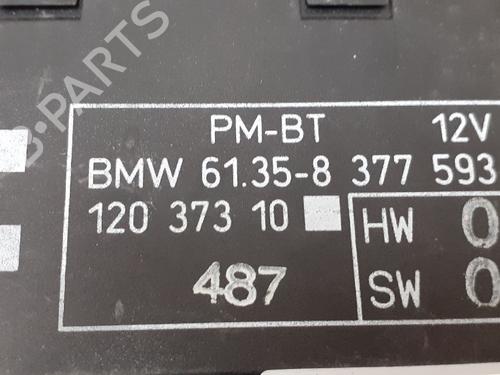 PM-BT 12V
BMW 61.35-8 377 593
120 373 10
HW 0
487
SW 0
B-PARTS